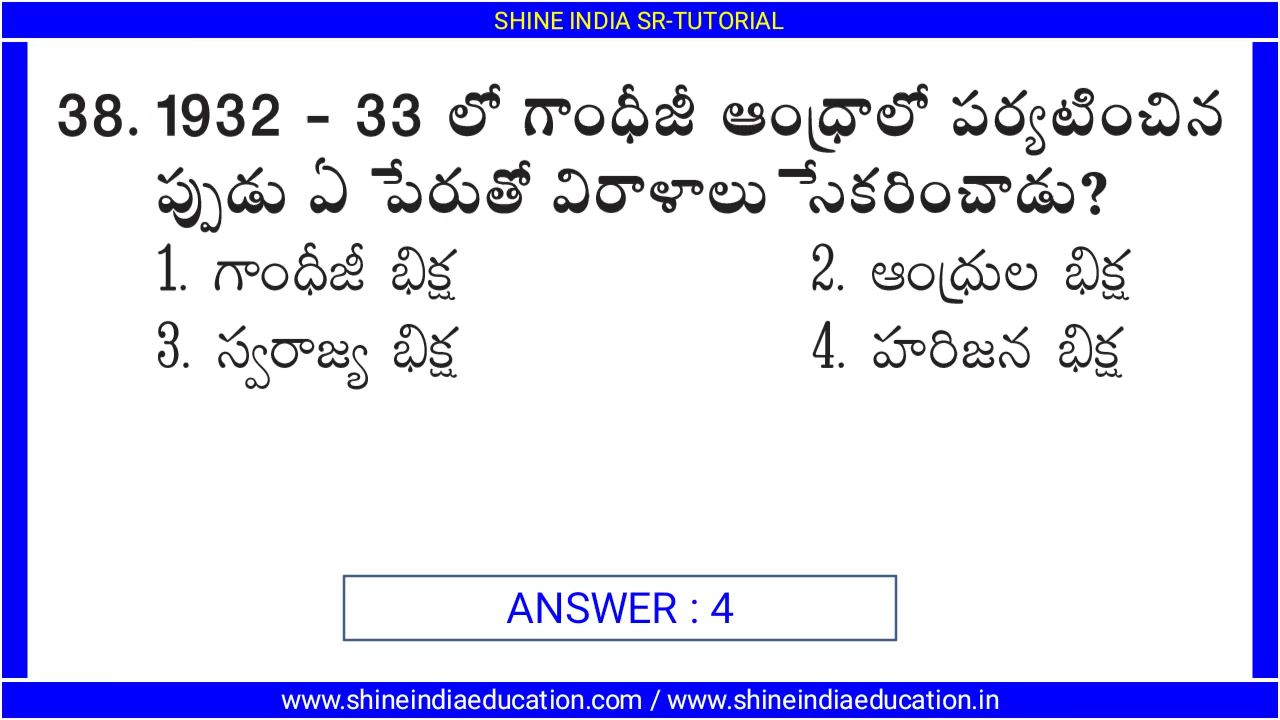 SHINE INDIA SR-TUTORIAL
38. 1932 - 33 లో గాంధీజీ ఆంధ్రాలో పర్యటించిన
ప్పుడు ఏ పేరుతో విరాళాలు సేకరించాడు?
1. గాంధీజీ భిక్ష 2. ఆంధ్రుల భిక్ష
3. స్వరాజ్య భిక్ష 4. హరిజన భిక్ష
ANSWER : 4
www.shineindiaeducation.com / www.shineindiaeducation.in